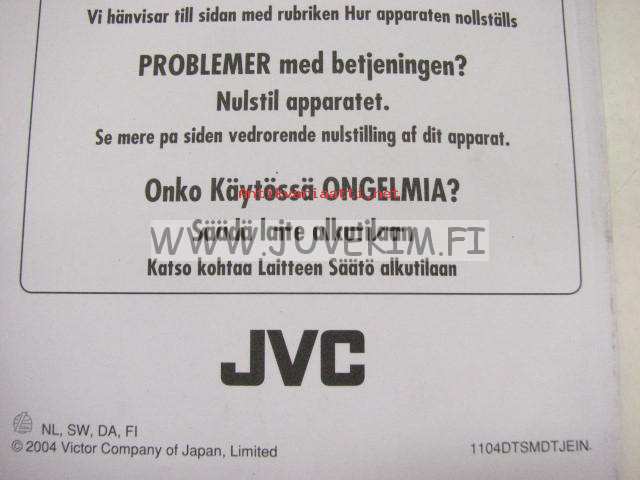 Vi hänvisar till sidan med rubriken Hur apparaten nollställs
PROBLEMER med betjeningen?
Nulstil apparatet.
Se mere pa siden vedrorende nulstilling af dit apparat.
Onko Käytössä ONGELMIA?
Säädä laite alkutilaan
WWW.JUVEKIM.FI
Katso kohtaa Laitteen Säätö alkutilaan
JVC
NL, SW, DA, FI
© 2004 Victor Company of Japan, Limited
1104DTSMDTJEIN